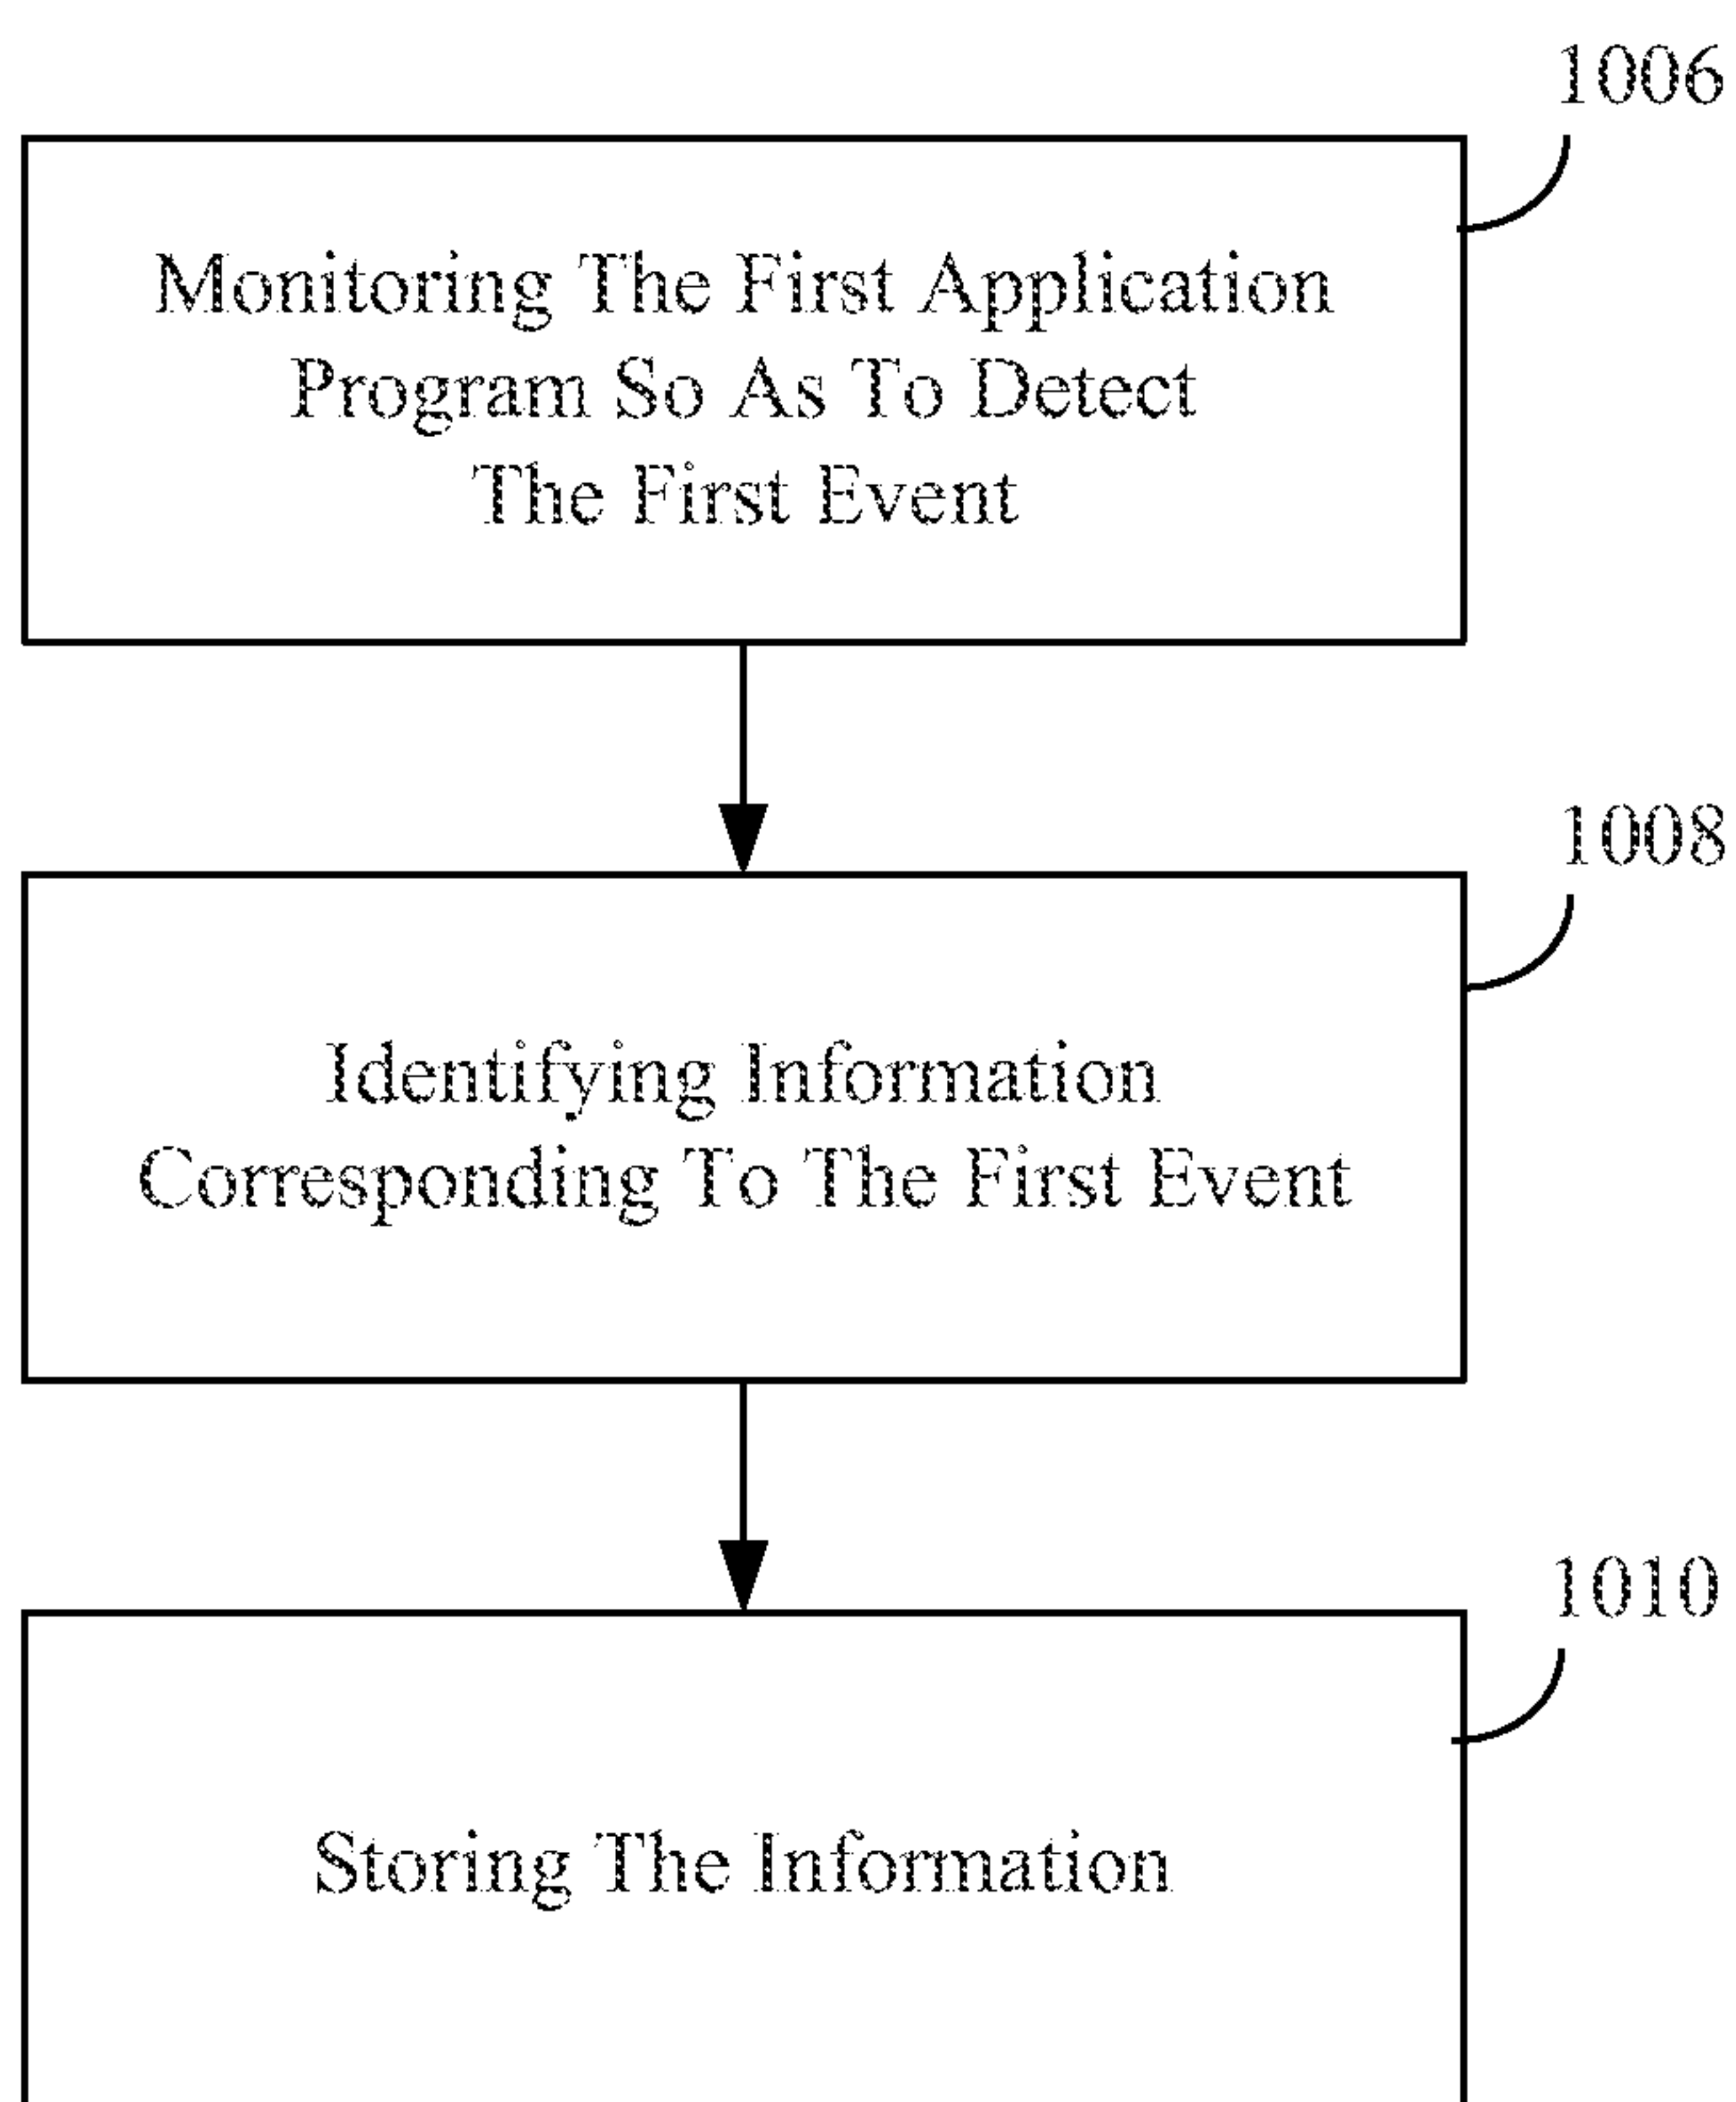 1006
Monitoring The First Application
Program So As To Detect
The First Event
1008
Identifying Information
Corresponding To The First Event
1010
Storing The Information